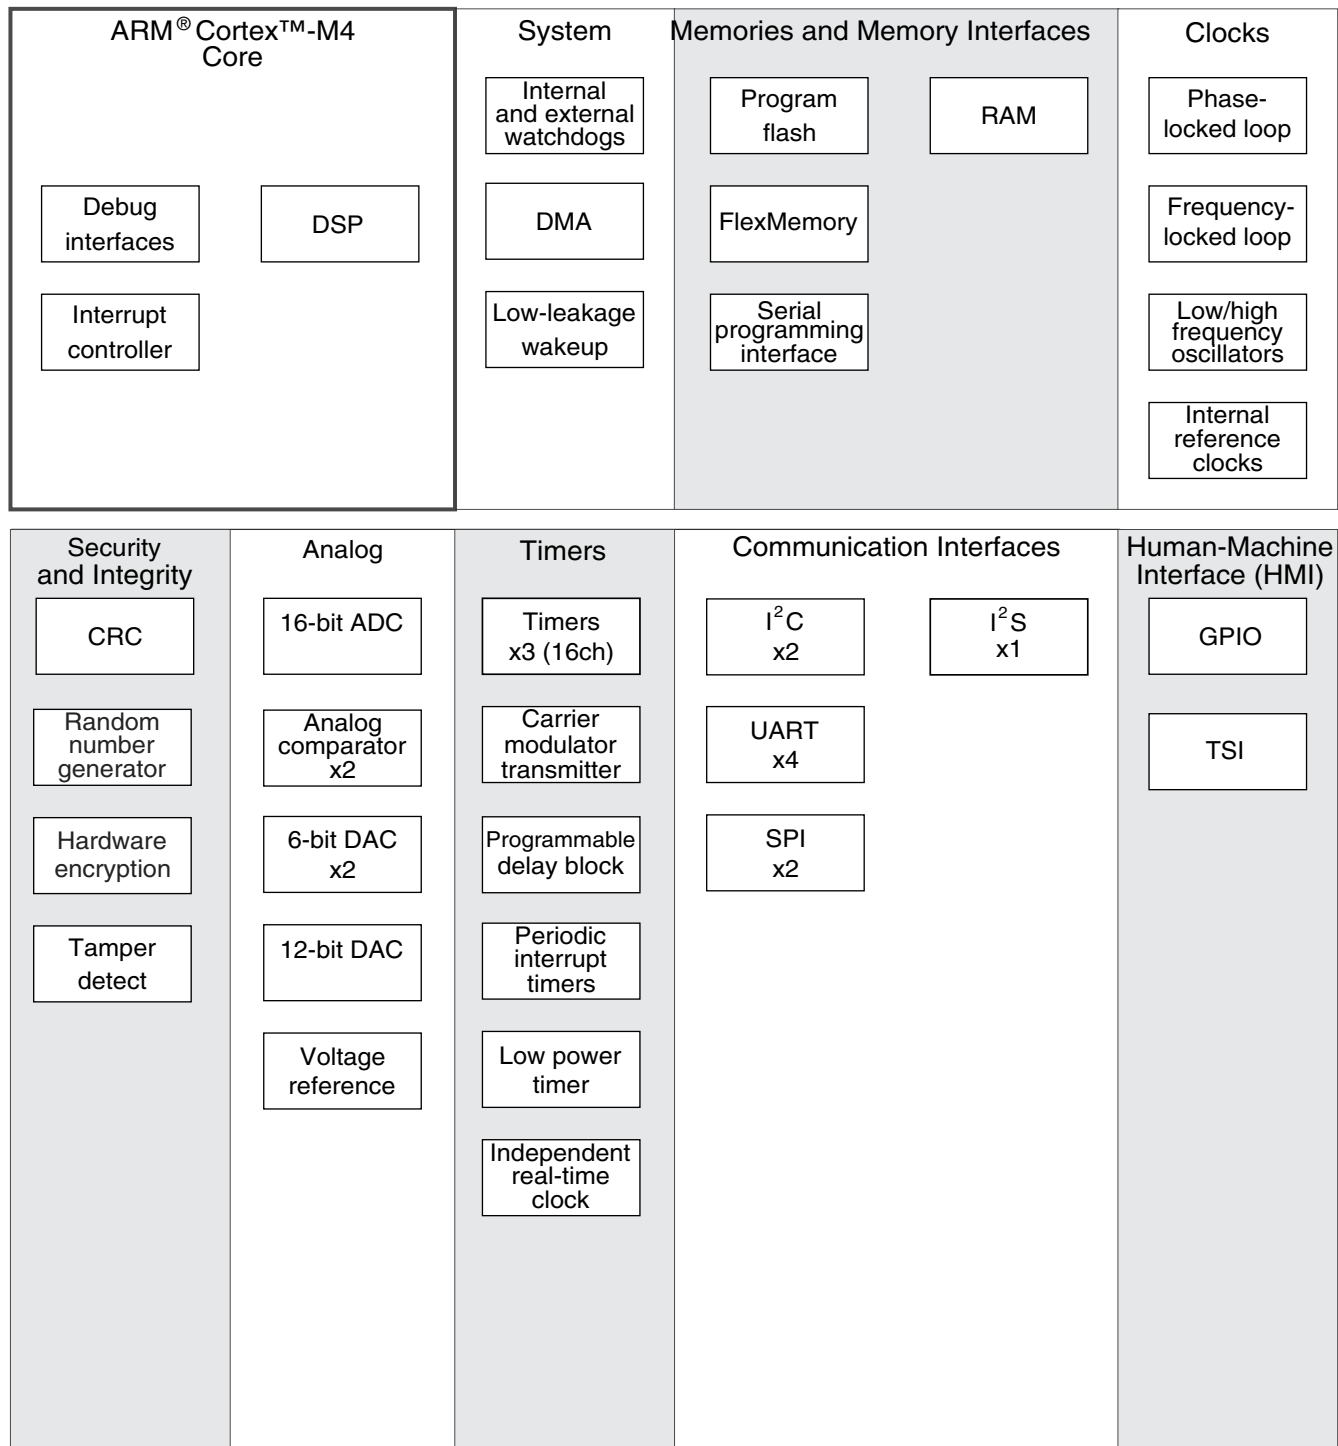 ARM® Cortex™-M4
Core
Debug
interfaces
DSP
Interrupt
controller
System
Internal
and external
watchdogs
DMA
Low-leakage
wakeup
Memories and Memory Interfaces
Program
flash
RAM
FlexMemory
Serial
programming
interface
Clocks
Phase-
locked loop
Frequency-
locked loop
Low/high
frequency
oscillators
Internal
reference
clocks
Security
and Integrity
CRC
Random
number
generator
Hardware
encryption
Tamper
detect
Analog
16-bit ADC
Analog
comparator
x2
6-bit DAC
x2
12-bit DAC
Voltage
reference
Timers
Timers
x3 (16ch)
Carrier
modulator
transmitter
Programmable
delay block
Periodic
interrupt
timers
Low power
timer
Independent
real-time
clock
Communication Interfaces
I²C
x2
I²S
x1
UART
x4
SPI
x2
Human-Machine
Interface (HMI)
GPIO
TSI